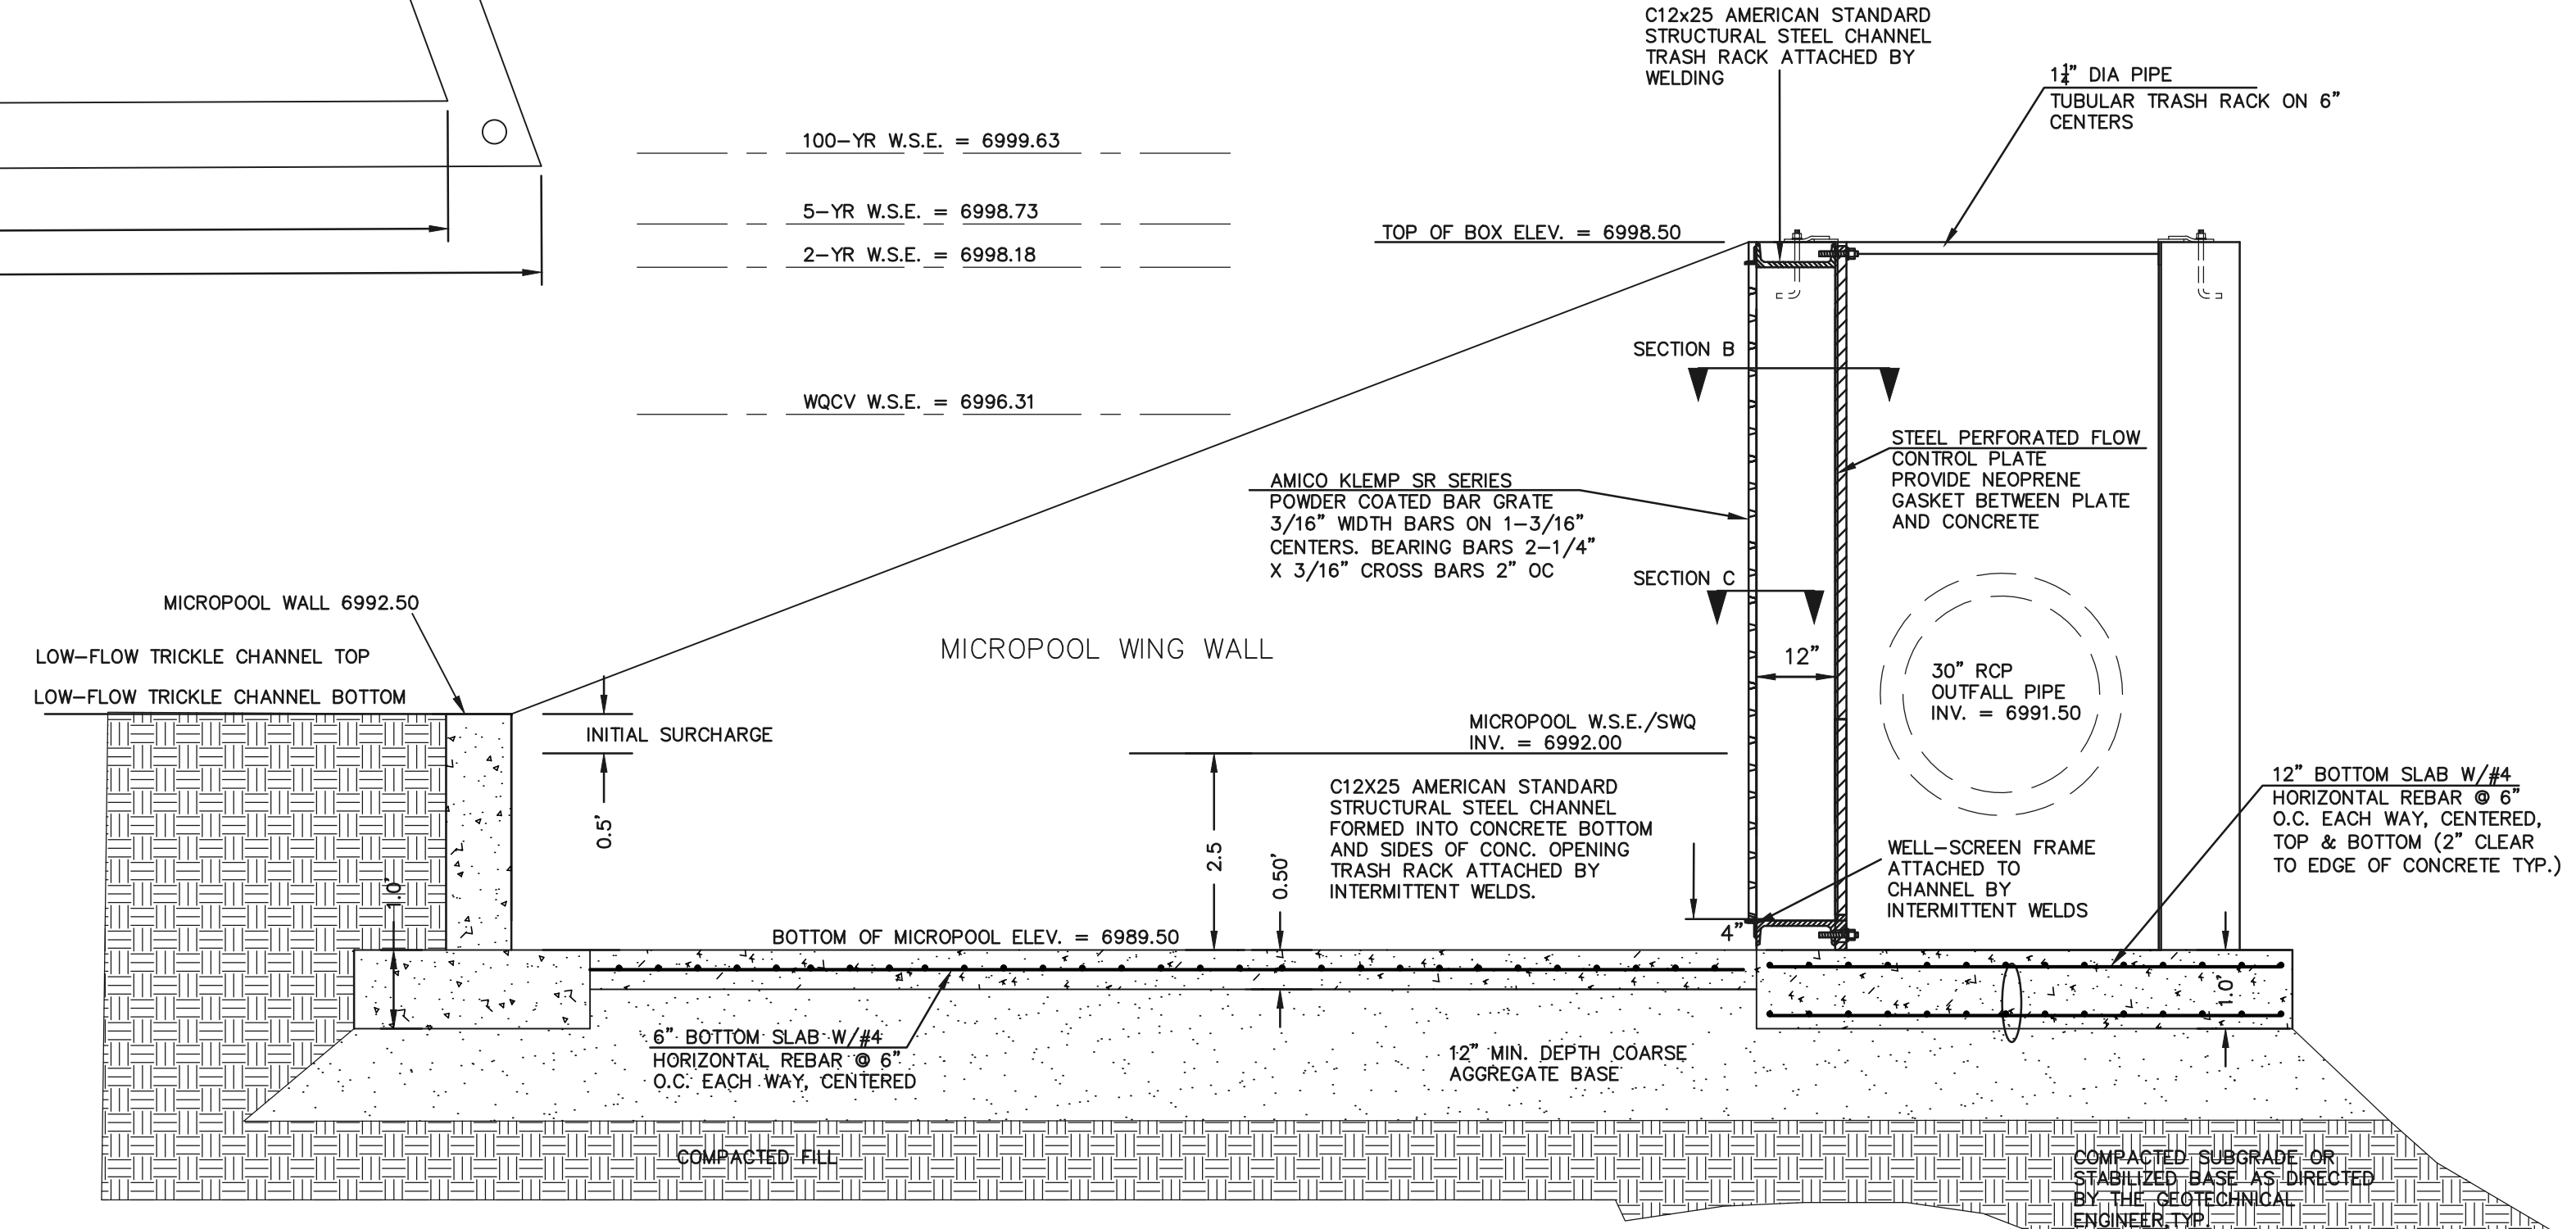 C12x25 AMERICAN STANDARD
STRUCTURAL STEEL CHANNEL
TRASH RACK ATTACHED BY
WELDING
1¼” DIA PIPE
TUBULAR TRASH RACK ON 6”
CENTERS
100-YR W.S.E. = 6999.63
5-YR W.S.E. = 6998.73
2-YR W.S.E. = 6998.18
TOP OF BOX ELEV. = 6998.50
SECTION B
WQCV W.S.E. = 6996.31
STEEL PERFORATED FLOW
CONTROL PLATE
PROVIDE NEOPRENE
GASKET BETWEEN PLATE
AND CONCRETE
AMICO KLEMP SR SERIES
POWDER COATED BAR GRATE
3/16” WIDTH BARS ON 1-3/16”
CENTERS. BEARING BARS 2-1/4”
X 3/16” CROSS BARS 2” OC
SECTION C
MICROPOOL WALL 6992.50
LOW-FLOW TRICKLE CHANNEL TOP
LOW-FLOW TRICKLE CHANNEL BOTTOM
MICROPOOL WING WALL
12”
30” RCP
OUTFALL PIPE
INV. = 6991.50
INITIAL SURCHARGE
0.5’
MICROPOOL W.S.E./SWQ
INV. = 6992.00
C12X25 AMERICAN STANDARD
STRUCTURAL STEEL CHANNEL
FORMED INTO CONCRETE BOTTOM
AND SIDES OF CONC. OPENING
TRASH RACK ATTACHED BY
INTERMITTENT WELDS.
12” BOTTOM SLAB W/#4
HORIZONTAL REBAR @ 6”
O.C. EACH WAY, CENTERED,
TOP & BOTTOM (2” CLEAR
TO EDGE OF CONCRETE TYP.)
WELL-SCREEN FRAME
ATTACHED TO
CHANNEL BY
INTERMITTENT WELDS
1.0’
2.5
0.50’
4”
BOTTOM OF MICROPOOL ELEV. = 6989.50
1.0’
6” BOTTOM SLAB W/#4
HORIZONTAL REBAR @ 6”
O.C. EACH WAY, CENTERED
12” MIN. DEPTH COARSE
AGGREGATE BASE
COMPACTED FILL
COMPACTED SUBGRADE OR
STABILIZED BASE AS DIRECTED
BY THE GEOTECHNICAL
ENGINEER,TYP.